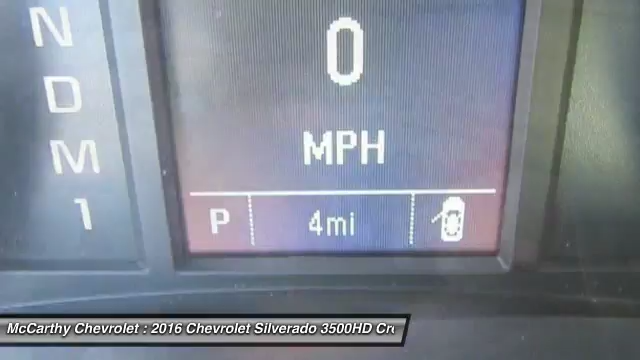 N
D
M
1
0
MPH
P 4mi
McCarthy Chevrolet : 2016 Chevrolet Silverado 3500HD Cr